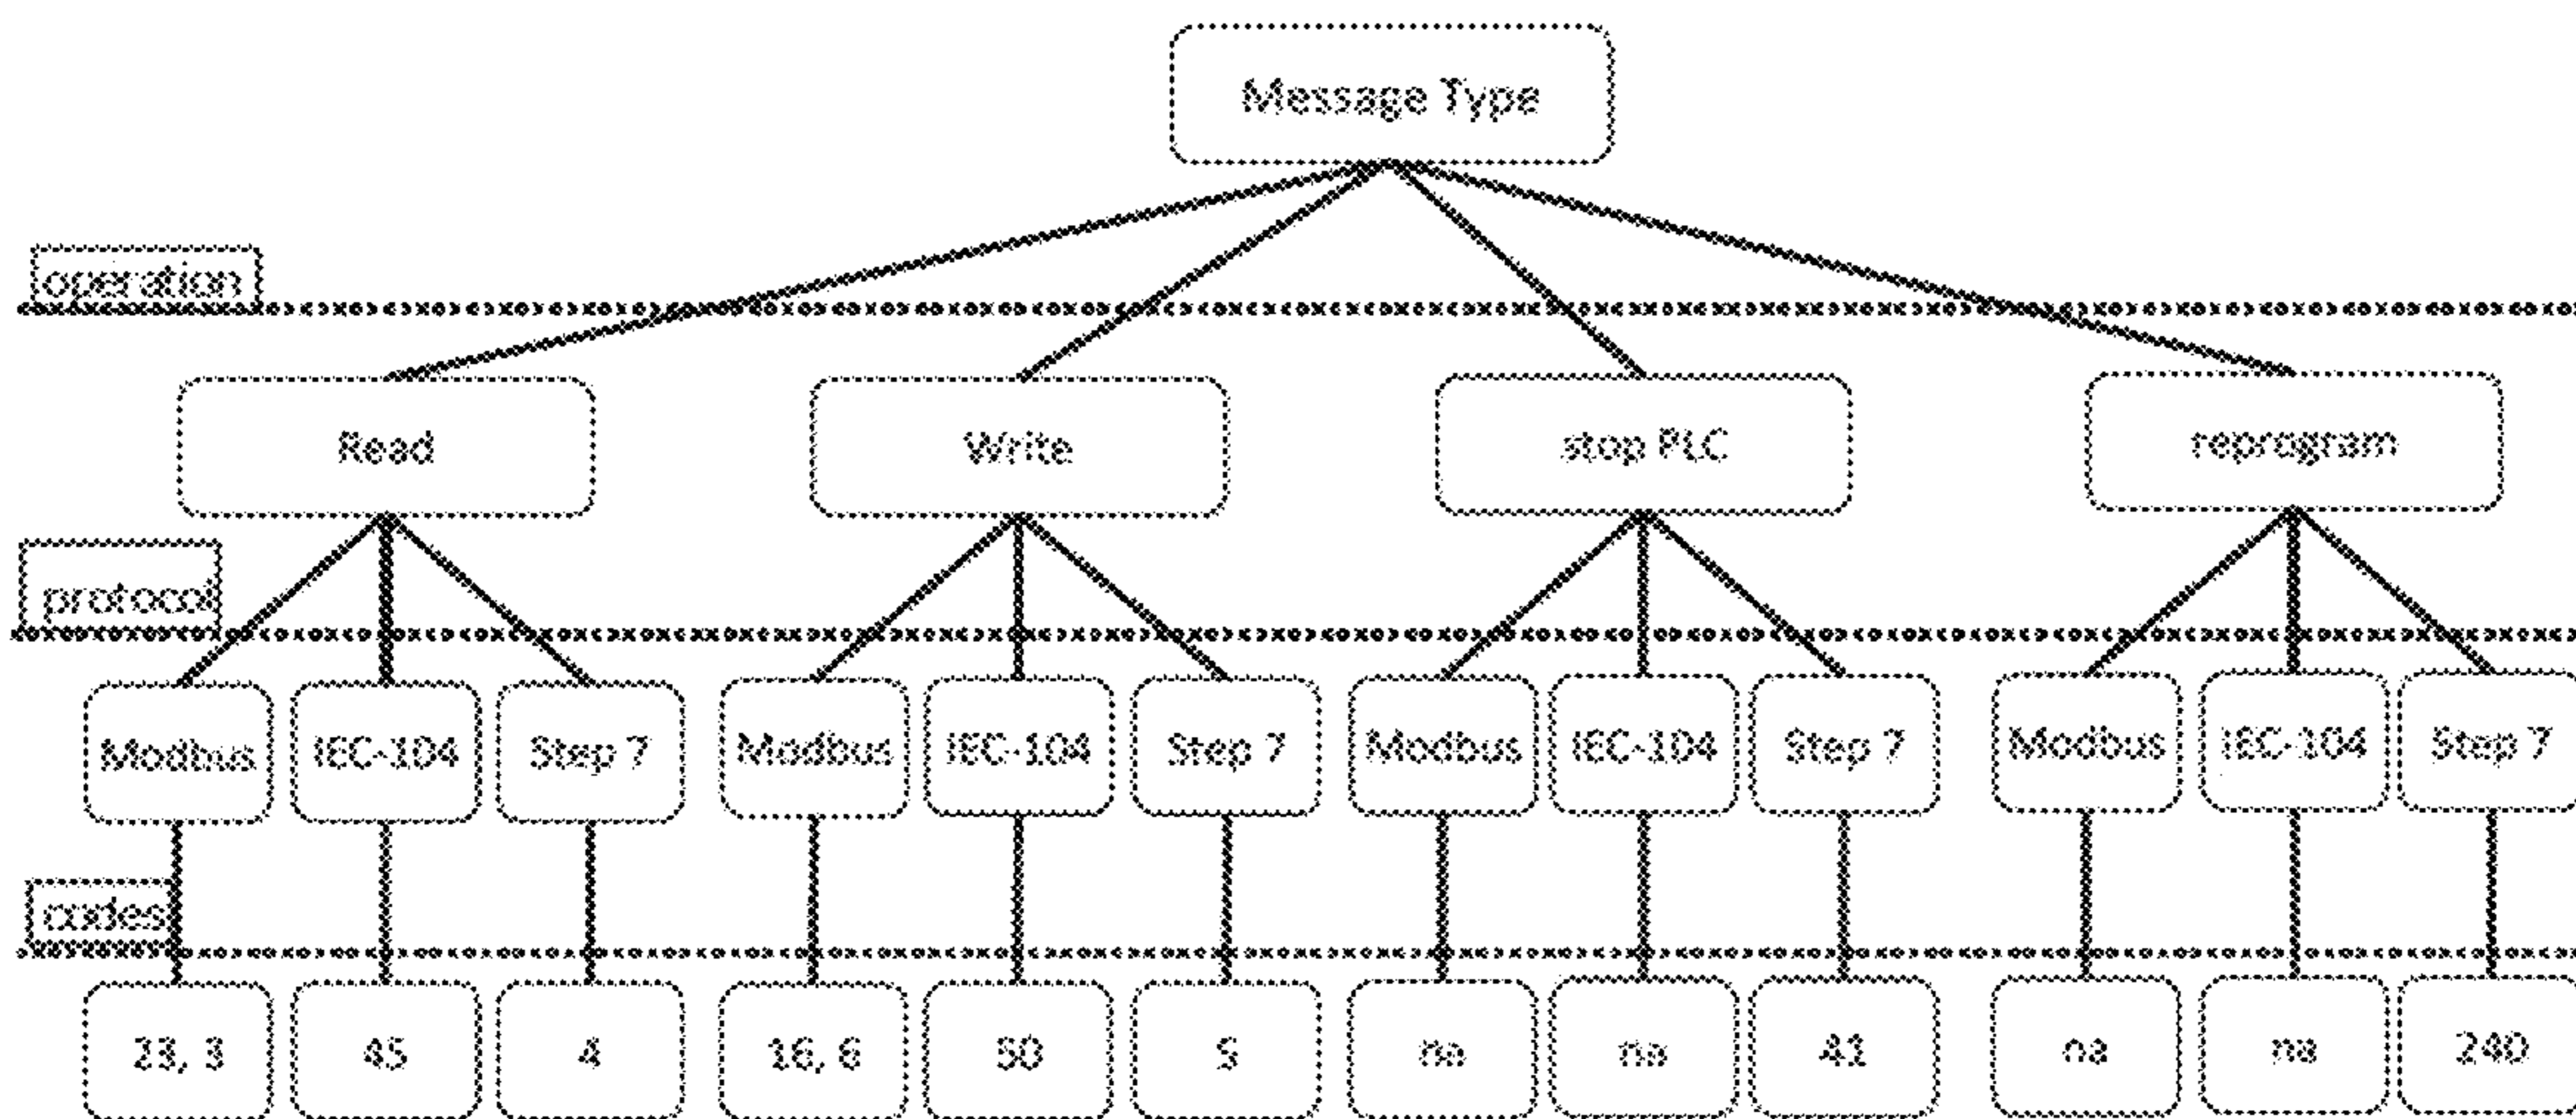 Message Type
operation
Read
Write
stop PLC
reprogram
protocol
Modbus
IEC-104
Step 7
Modbus
IEC-104
Step 7
Modbus
IEC-104
Step 7
Modbus
IEC-104
Step 7
codes
23, 3
45
4
16, 6
50
5
na
na
41
na
na
240